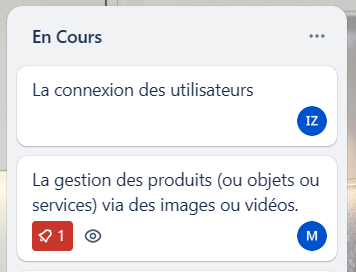 En Cours
La connexion des utilisateurs
IZ
La gestion des produits (ou objets ou
services) via des images ou vidéos.
1
M